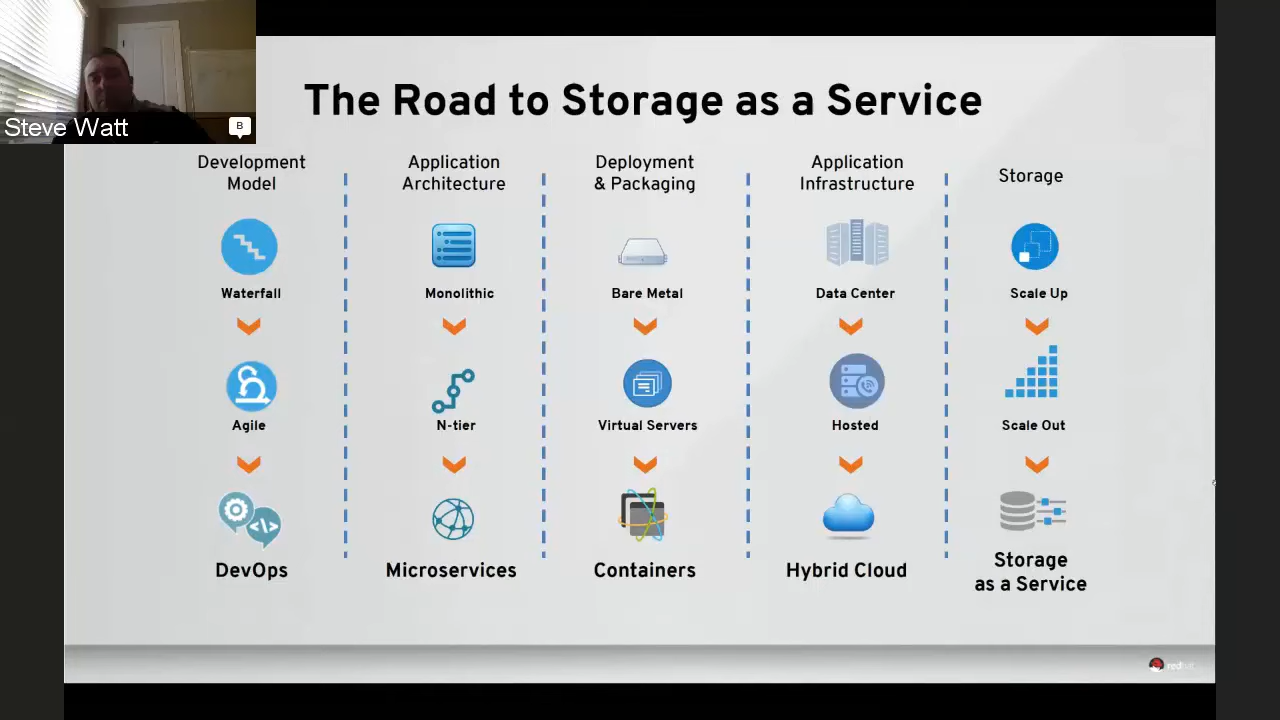 The Road to Storage as a Service
Steve Watt
B
Development
Model
Application
Architecture
Deployment
& Packaging
Application
Infrastructure
Storage
Waterfall
Monolithic
Bare Metal
Data Center
Scale Up
Agile
N-tier
Virtual Servers
Hosted
Scale Out
DevOps
Microservices
Containers
Hybrid Cloud
Storage
as a Service
redhat